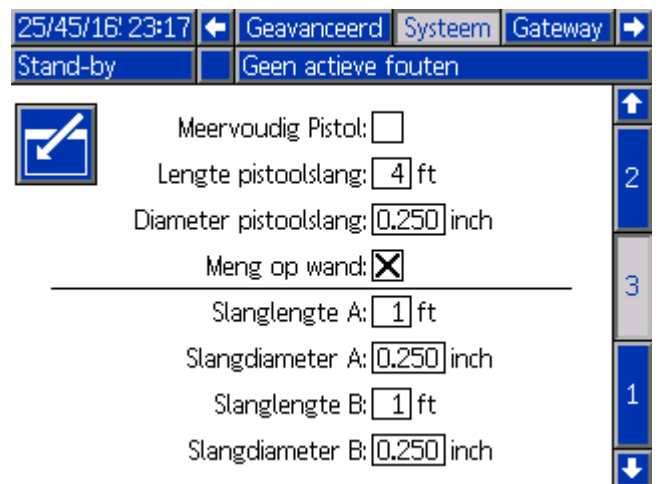 25/45/16! 23:17 Geavanceerd Systeem Gateway
Stand-by Geen actieve fouten
Meervoudig Pistol:
Lengte pistoolslang: 4 ft
2
Diameter pistoolslang: 0.250 inch
Meng op wand:
3
Slanglengte A: 1 ft
Slangdiameter A: 0.250 inch
Slanglengte B: 1 ft
1
Slangdiameter B: 0.250 inch